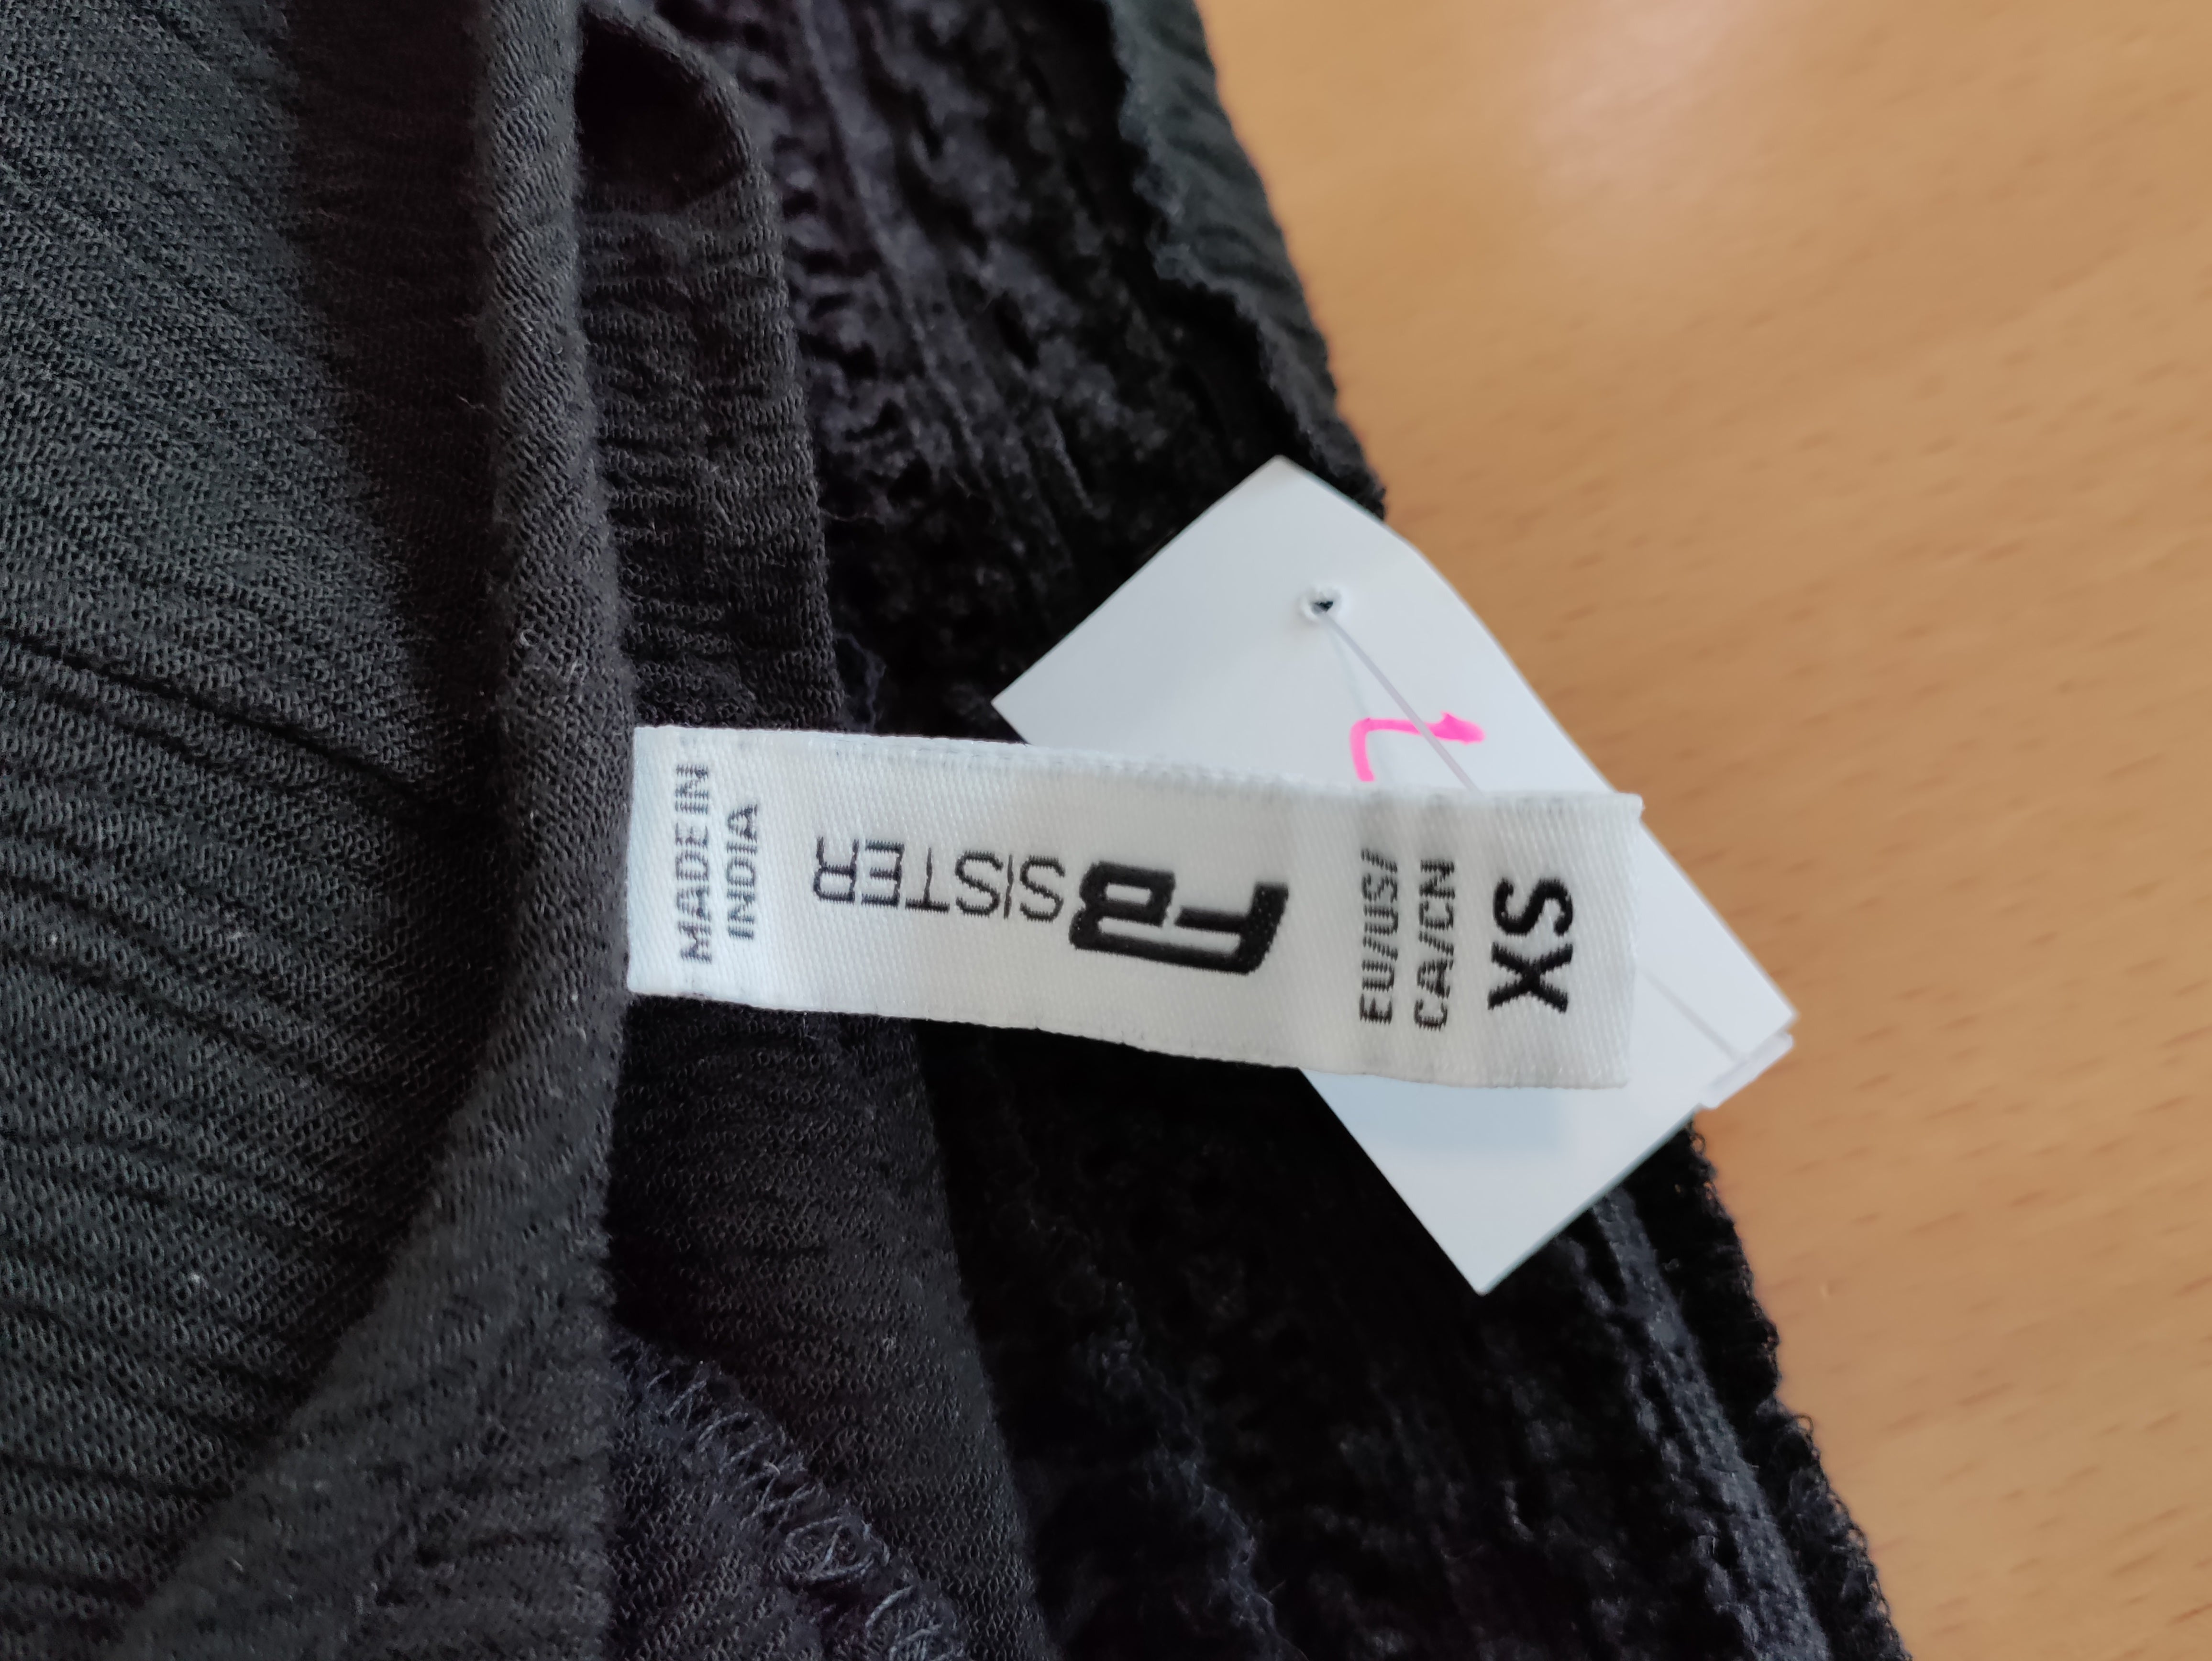 MADE IN
INDIA
FB SISTER
EU/US/
CA/CN
XS